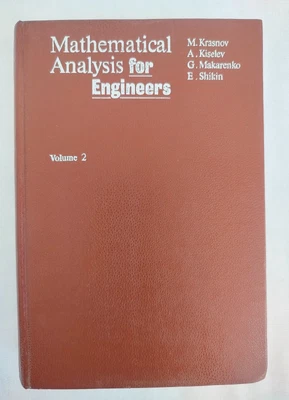 Mathematical
Analysis for
Engineers
M. Krasnov
A. Kiselev
G. Makarenko
E. Shikin
Volume 2